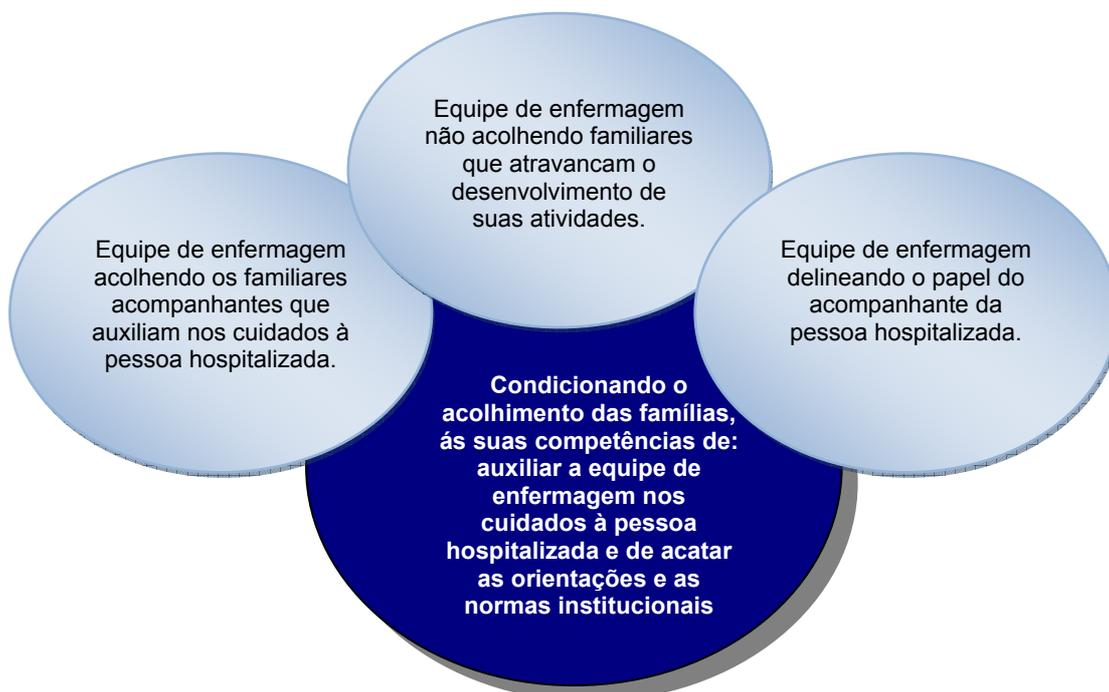 Equipe de enfermagem
não acolhendo familiares
que atravancam o
desenvolvimento de
suas atividades.
Equipe de enfermagem
acolhendo os familiares
acompanhantes que
auxiliam nos cuidados à
pessoa hospitalizada.
Equipe de enfermagem
delineando o papel do
acompanhante da
pessoa hospitalizada.
Condicionando o
acolhimento das famílias,
ás suas competências de:
auxiliar a equipe de
enfermagem nos
cuidados à pessoa
hospitalizada e de acatar
as orientações e as
normas institucionais